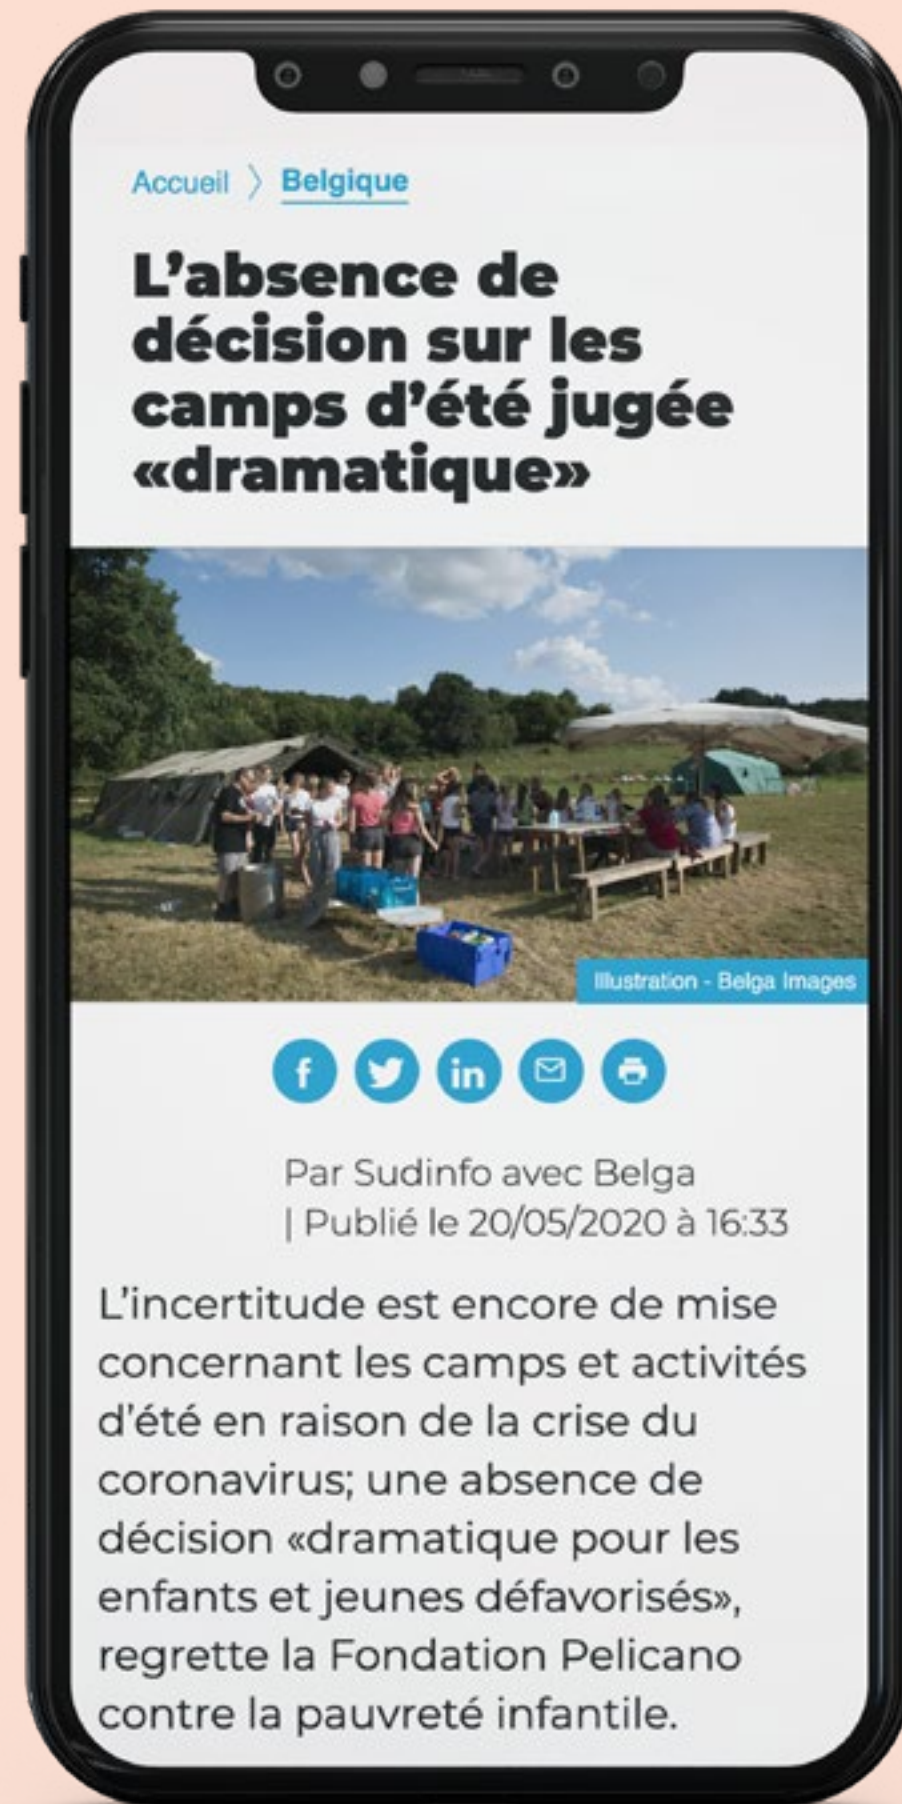 Accueil 〉 Belgique
L’absence de
décision sur les
camps d’été jugée
«dramatique»
Illustration - Belga Images
f in
Par Sudinfo avec Belga
| Publié le 20/05/2020 à 16:33
L’incertitude est encore de mise
concernant les camps et activités
d’été en raison de la crise du
coronavirus; une absence de
décision «dramatique pour les
enfants et jeunes défavorisés»,
regrette la Fondation Pelicano
contre la pauvreté infantile.